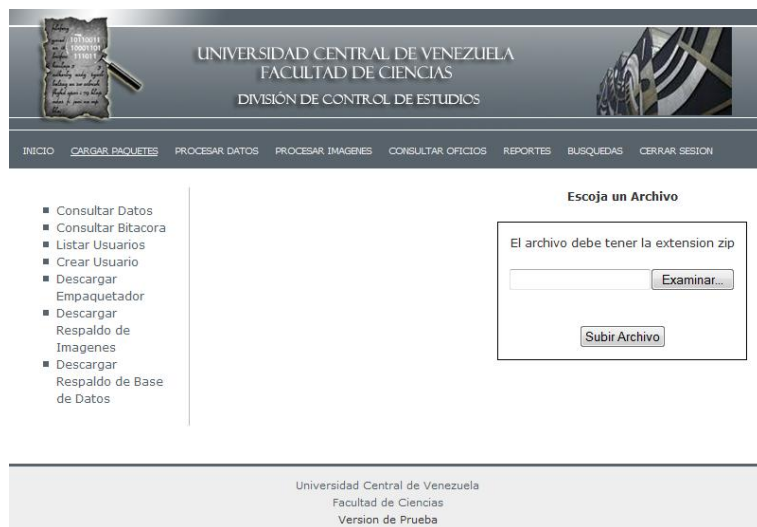 10110011
10001101
111011
UNIVERSIDAD CENTRAL DE VENEZUELA
FACULTAD DE CIENCIAS
DIVISIÓN DE CONTROL DE ESTUDIOS
INICIO CARGAR PAQUETES PROCESAR DATOS PROCESAR IMAGENES CONSULTAR OFICIOS REPORTES BUSQUEDAS CERRAR SESION
Consultar Datos
Consultar Bitacora
Listar Usuarios
Crear Usuario
Descargar
Empaquetador
Descargar
Respaldo de
Imagenes
Descargar
Respaldo de Base
de Datos
Escoja un Archivo
El archivo debe tener la extension zip
Examinar...
Subir Archivo
Universidad Central de Venezuela
Facultad de Ciencias
Version de Prueba